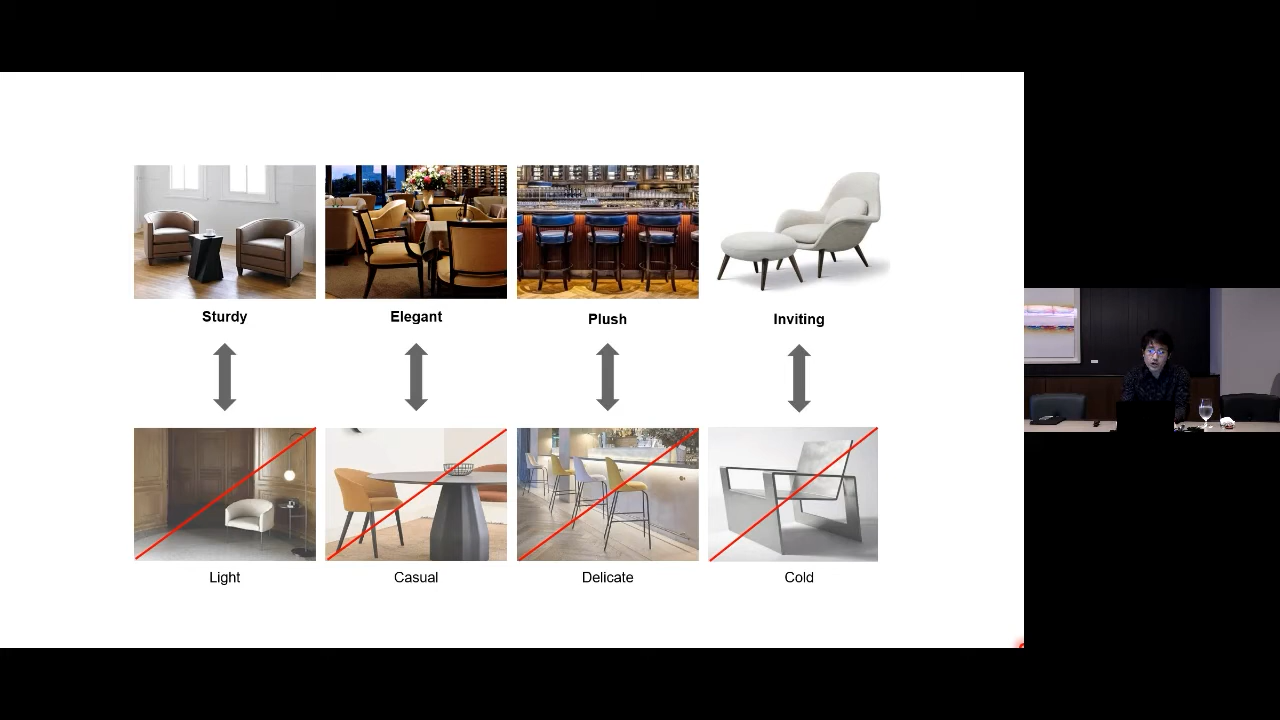 Sturdy
Elegant
Plush
Inviting
Light
Casual
Delicate
Cold